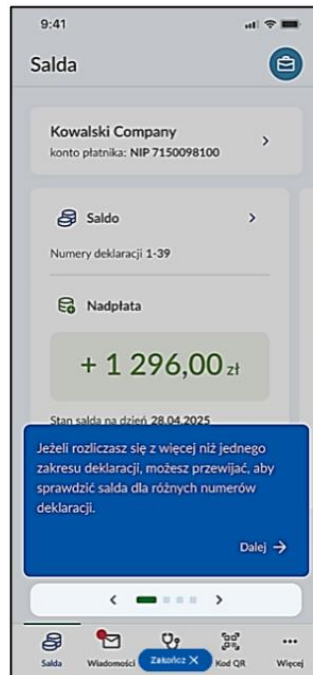 9:41
Salda
Kowalski Company
konto płatnika: NIP 7150098100
Saldo
Numery deklaracji 1-39
Nadpłata
+ 1 296,00 zł
Stan salda na dzień 28.04.2025
Jeżeli rozliczasz się z więcej niż jednego
zakresu deklaracji, możesz przewijać, aby
sprawdzić salda dla różnych numerów
deklaracji.
Dalej
Salda Wiadomości Zakończ X Kod QR Więcej